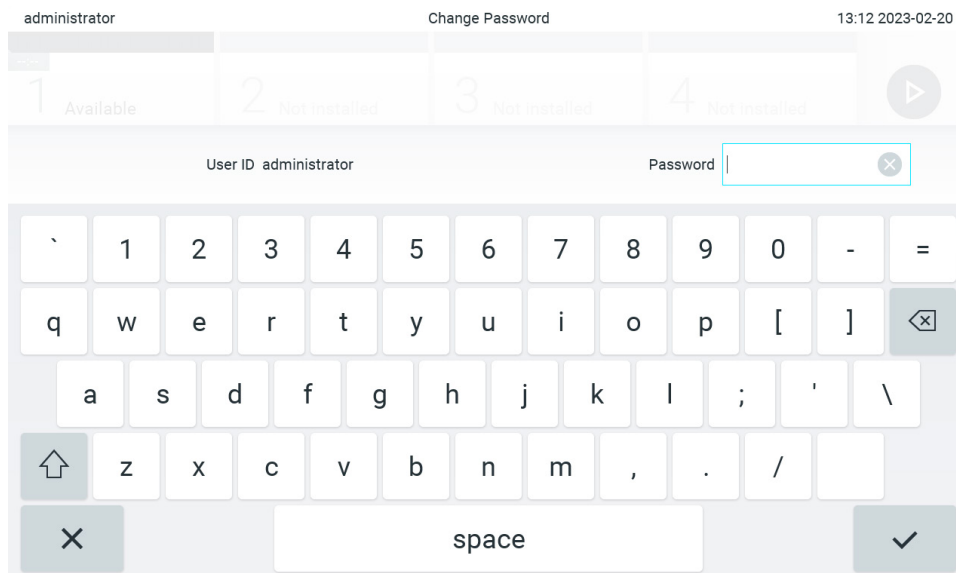 administrator Change Password 13:12 2023-02-20
1 Available 2 Not installed 3 Not installed 4 Not installed
User ID administrator Password
` 1 2 3 4 5 6 7 8 9 0 - =
q w e r t y u i o p [ ]
a s d f g h j k l ; ' \
z x c v b n m , . /
space